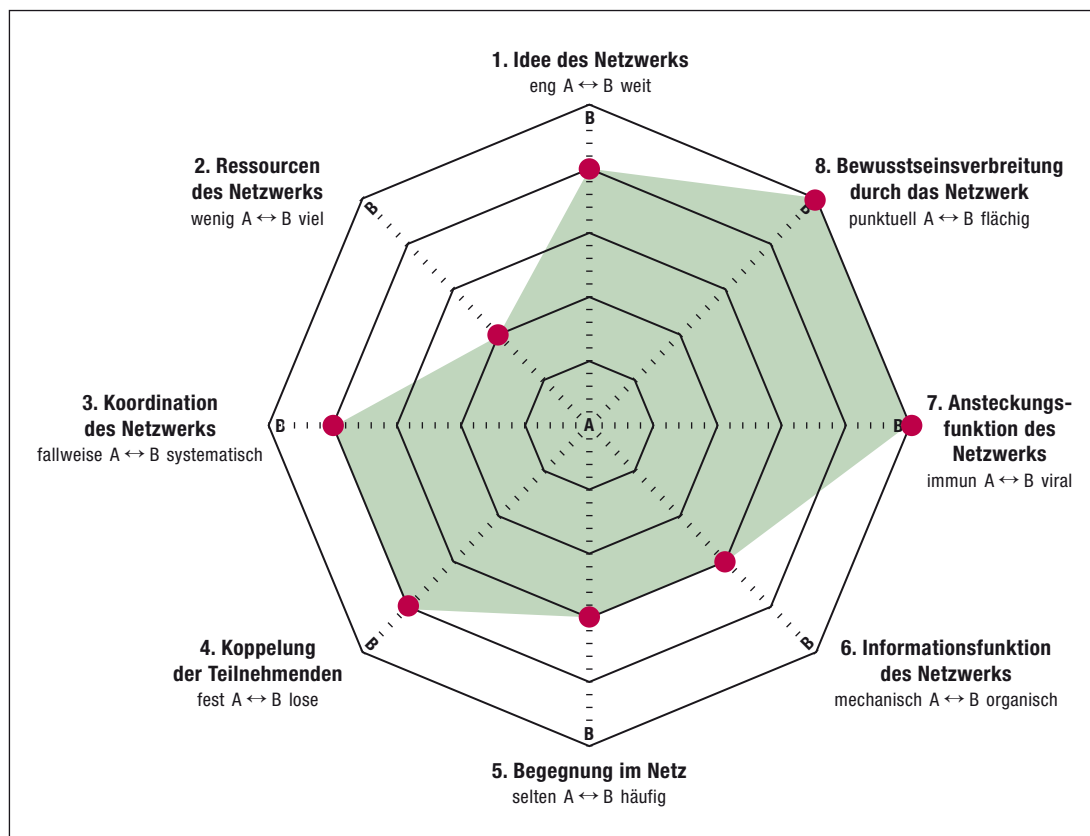 1. Idee des Netzwerks
eng A ↔ B weit
B
2. Ressourcen
des Netzwerks
wenig A ↔ B viel
B
8. Bewusstseinsverbreitung
durch das Netzwerk
punktuell A ↔ B flächig
B
3. Koordination
des Netzwerks
fallweise A ↔ B systematisch
B
A
7. Ansteckungs-
funktion des
Netzwerks
immun A ↔ B viral
B
4. Koppelung
der Teilnehmenden
fest A ↔ B lose
B
6. Informationsfunktion
des Netzwerks
mechanisch A ↔ B organisch
B
B
5. Begegnung im Netz
selten A ↔ B häufig